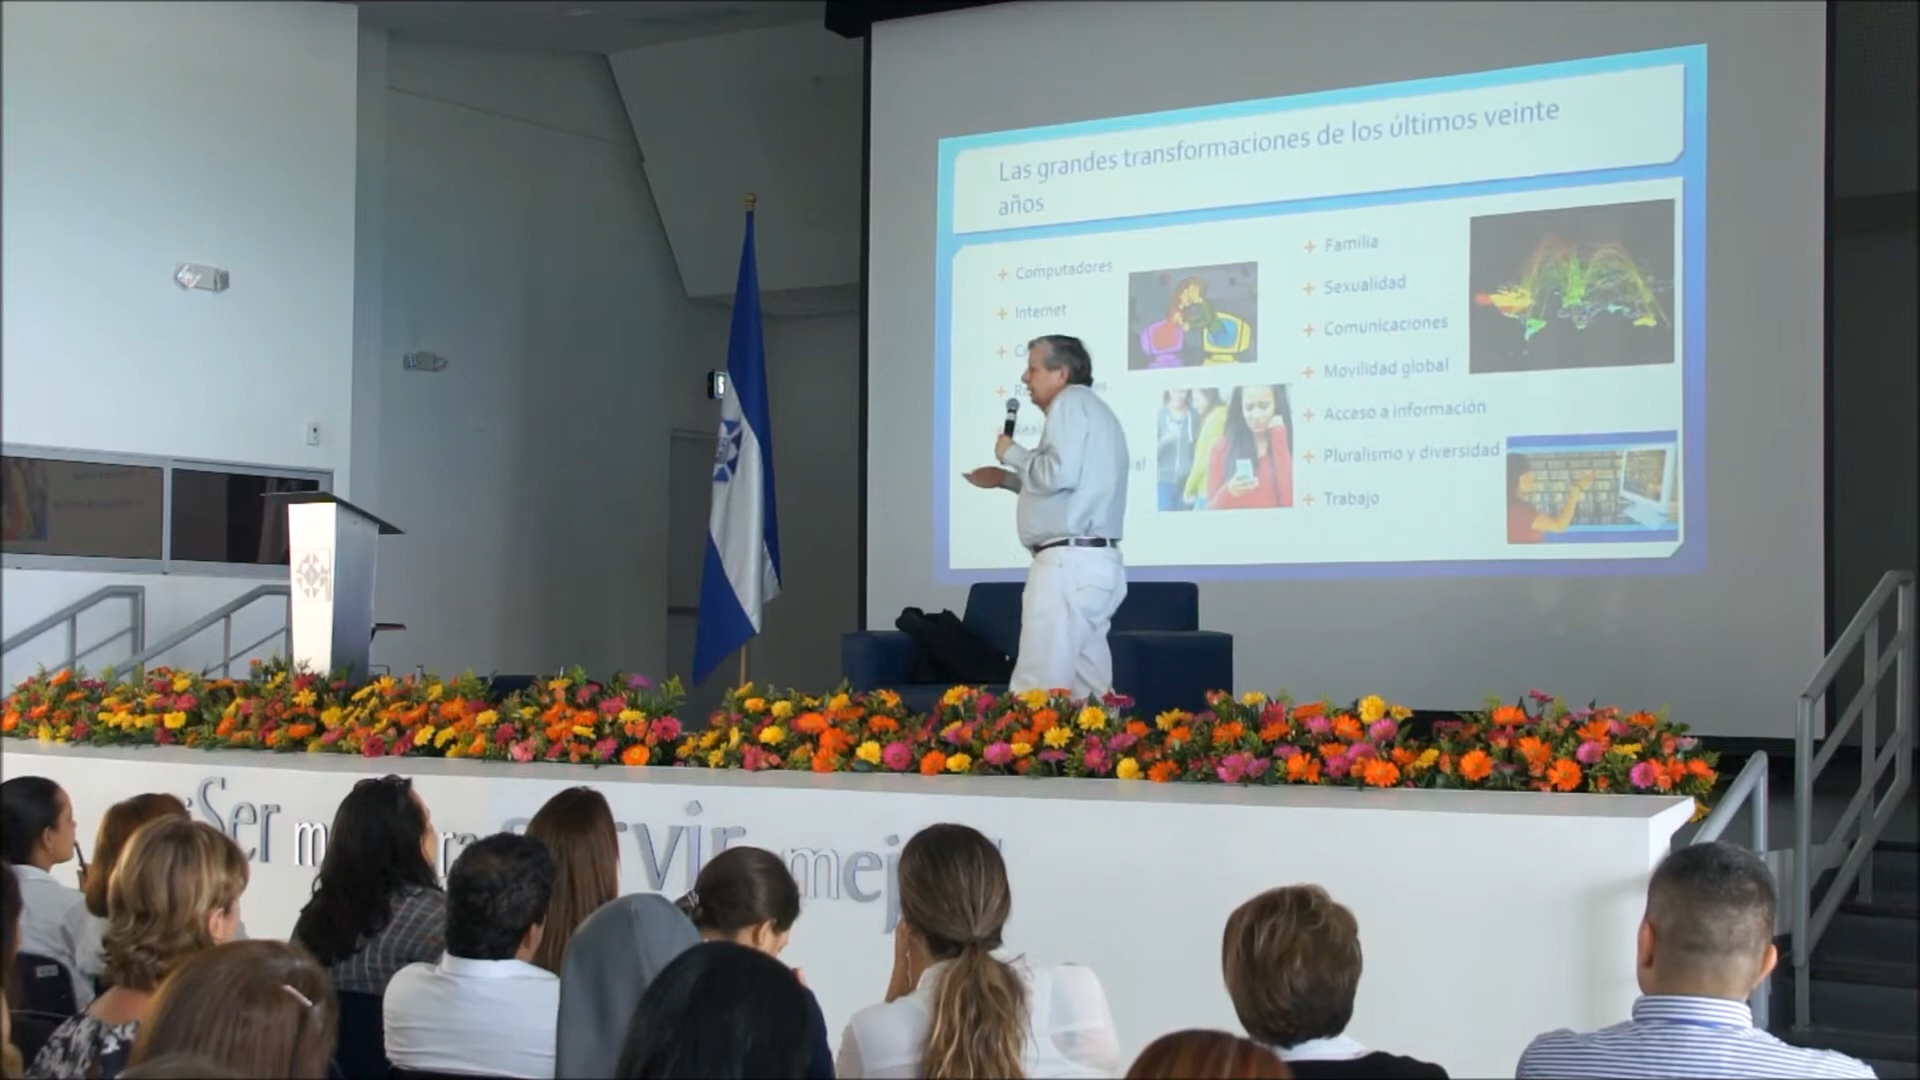 Las grandes transformaciones de los últimos veinte
años
+ Computadores
+ Internet
+ Familia
+ Sexualidad
+ Comunicaciones
+ Movilidad global
+ Acceso a información
+ Pluralismo y diversidad
+ Trabajo
Ser